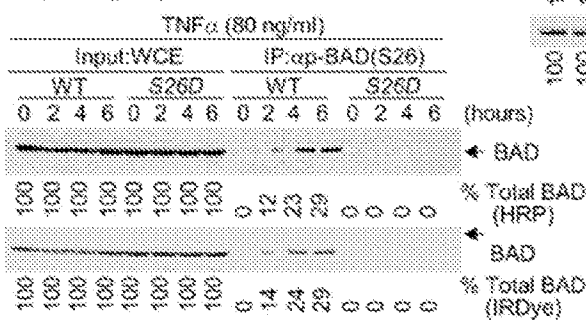 TNFα (80 ng/ml)
Input:WCE IP:αp-BAD(S26)
WT S26D WT S26D
0 2 4 6 0 2 4 6 0 2 4 6 0 2 4 6 (hours)
BAD
100 100 100 100 100 100 100 100 0 12 23 29 0 0 0 0 % Total BAD
(HRP)
BAD
100 100 100 100 100 100 100 100 0 14 24 29 0 0 0 0 % Total BAD
(IRDye)
100